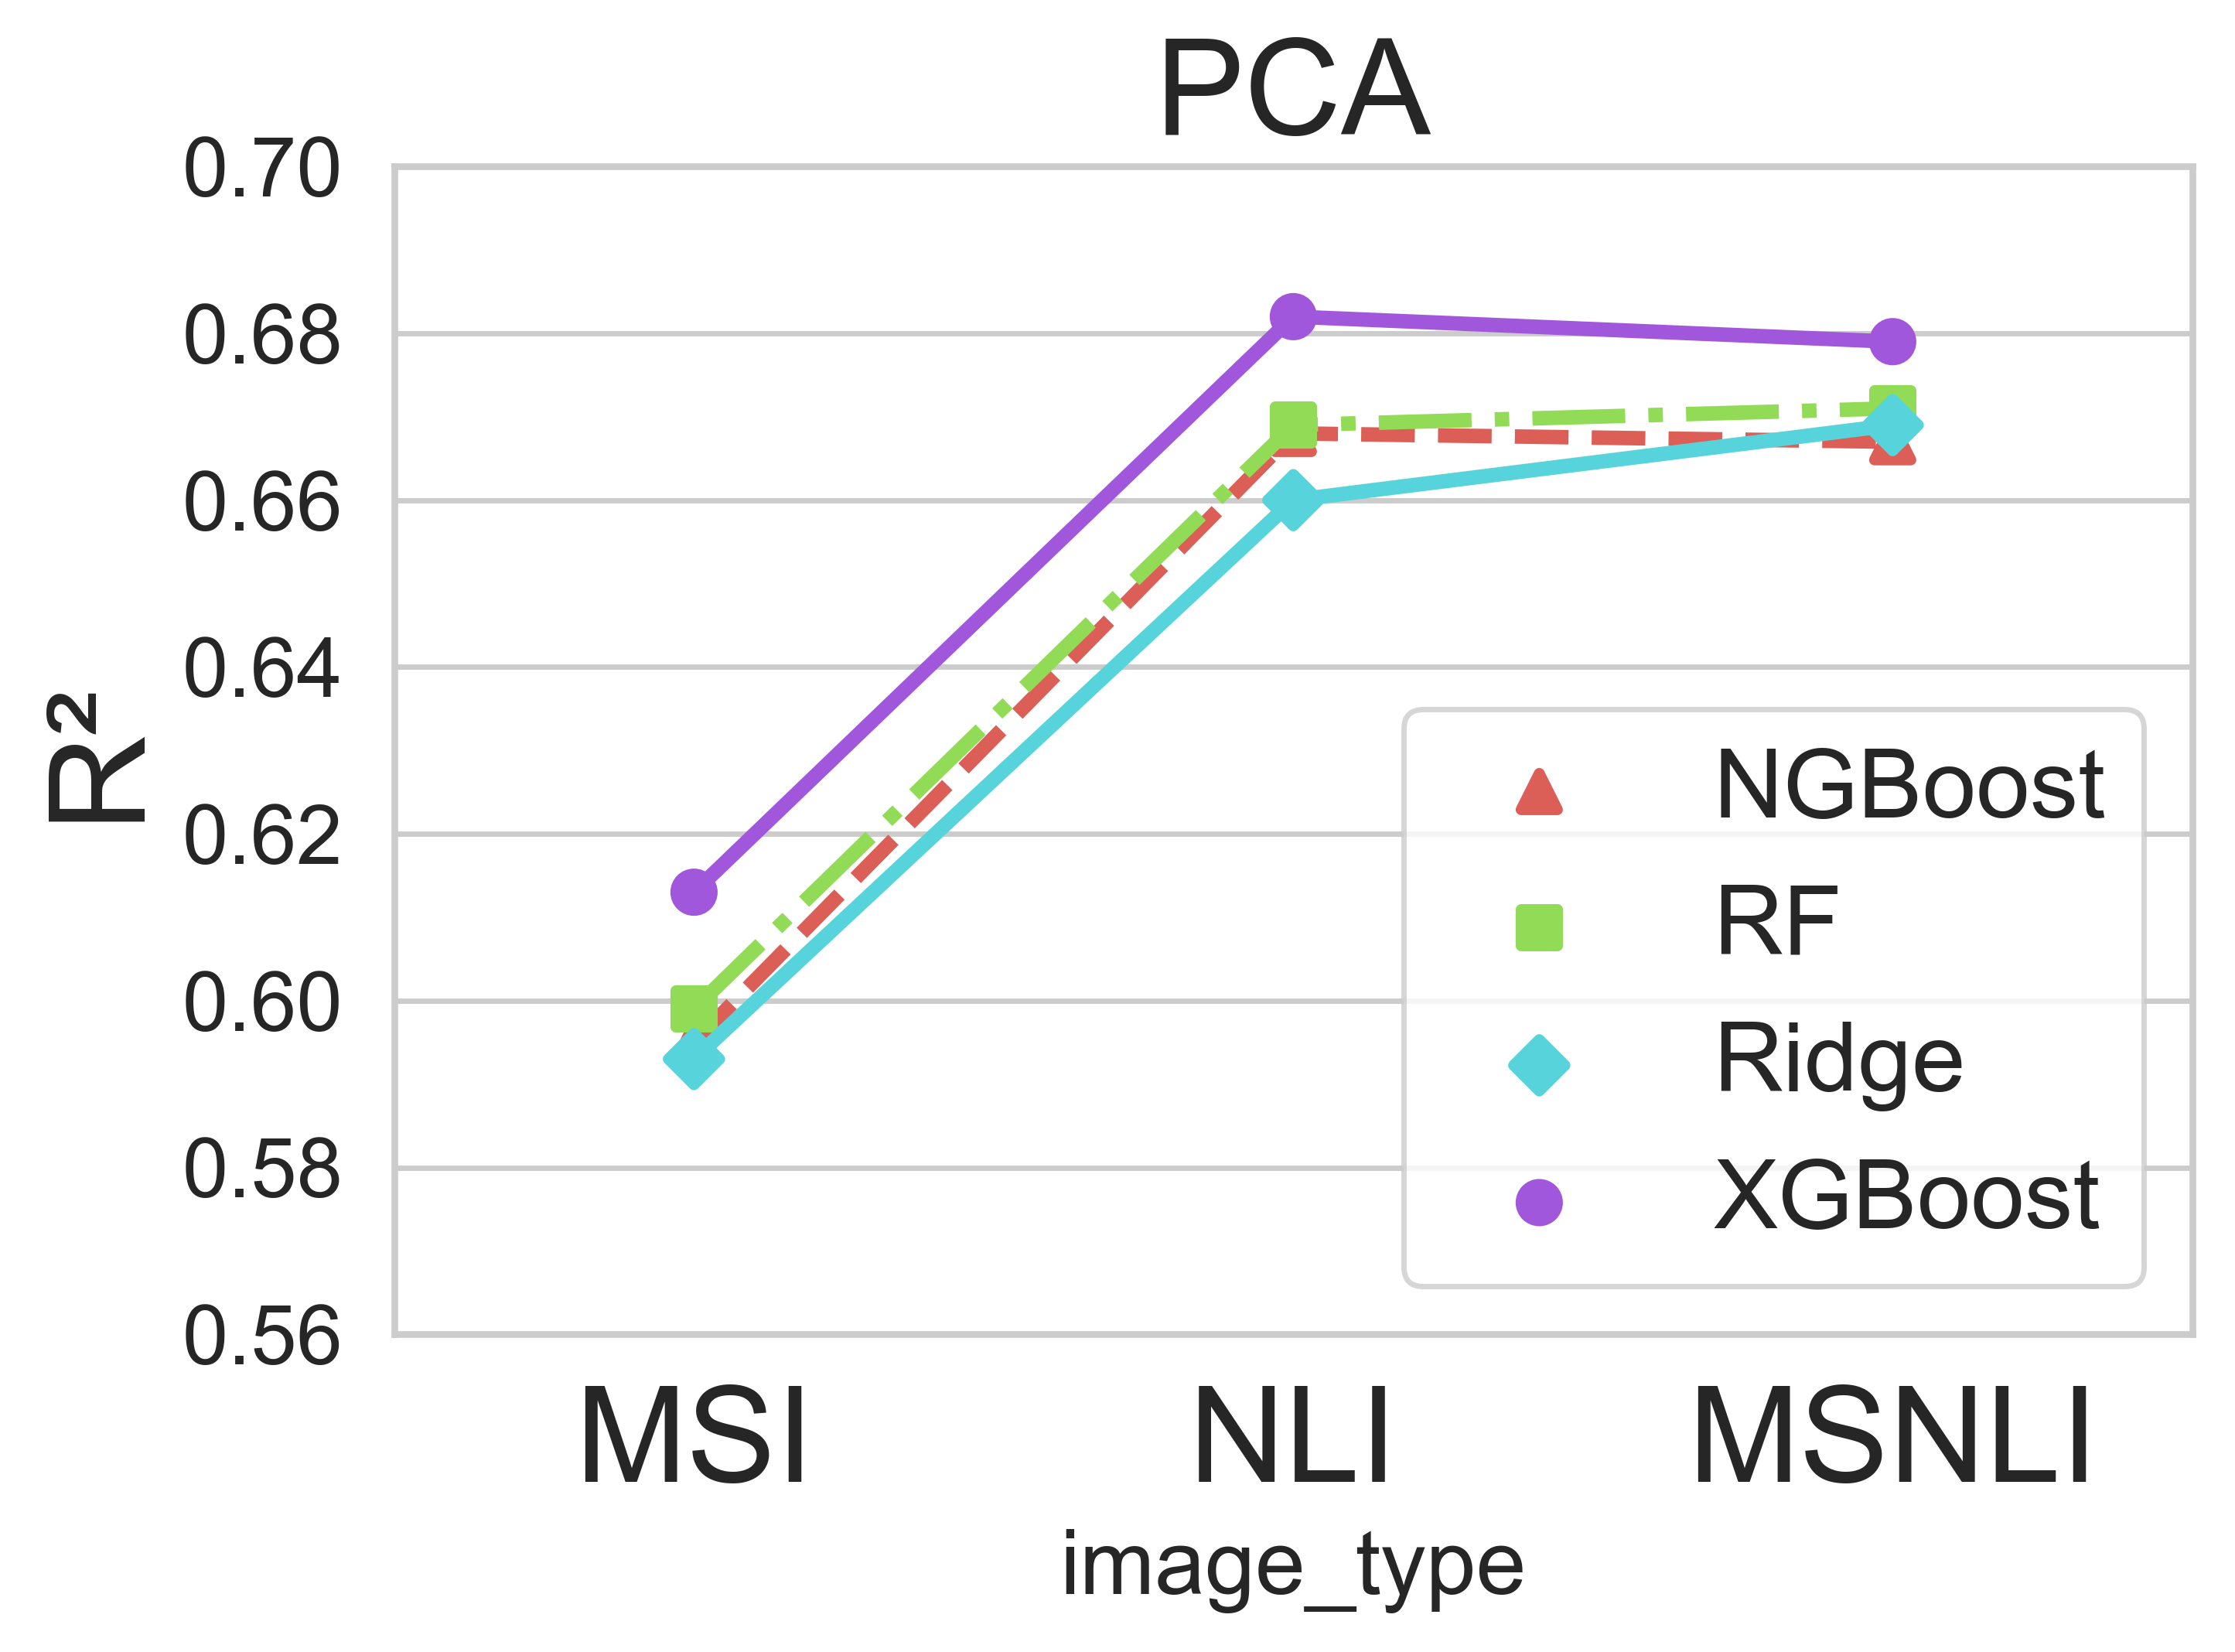 PCA
0.70
0.68
0.66
0.64
0.62
0.60
0.58
0.56
R²
NGBoost
RF
Ridge
XGBoost
MSI NLI MSNLI
image_type